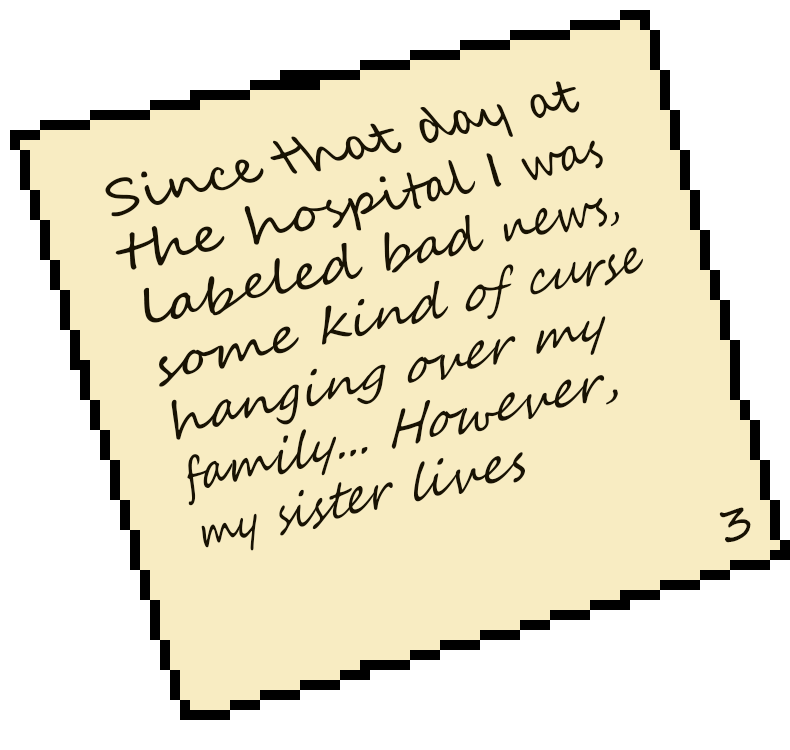 Since that day at
the hospital I was
labeled bad news,
some kind of curse
hanging over my
family... However,
my sister lives
3